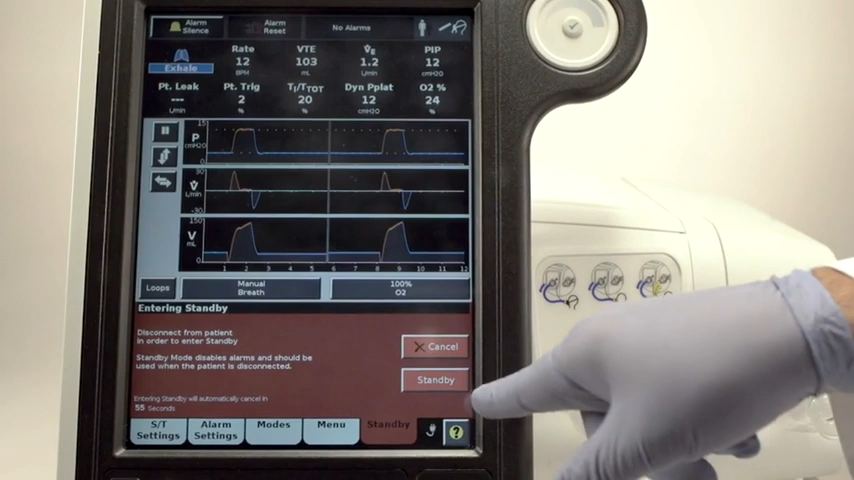 Alarm Silence
Alarm Reset
No Alarms
Exhale
Rate 12 BPM
VTE 103 mL
V̇E 1.2 L/min
PIP 12 cmH2O
Pt. Leak --- L/min
Pt. Trig 2 %
TI/TTOT 20 %
Dyn Pplat 12 cmH2O
O2 % 24 %
15
P
cmH2O
0
30
V̇
L/min
-30
150
V
mL
0
1 2 3 4 5 6 7 8 9 10 11 12
Loops
Manual Breath
100% O2
Entering Standby
Disconnect from patient
in order to enter Standby
Cancel
Standby Mode disables alarms and should be
used when the patient is disconnected.
Standby
Entering Standby will automatically cancel in
55 Seconds
S/T Settings
Alarm Settings
Modes
Menu
Standby
?